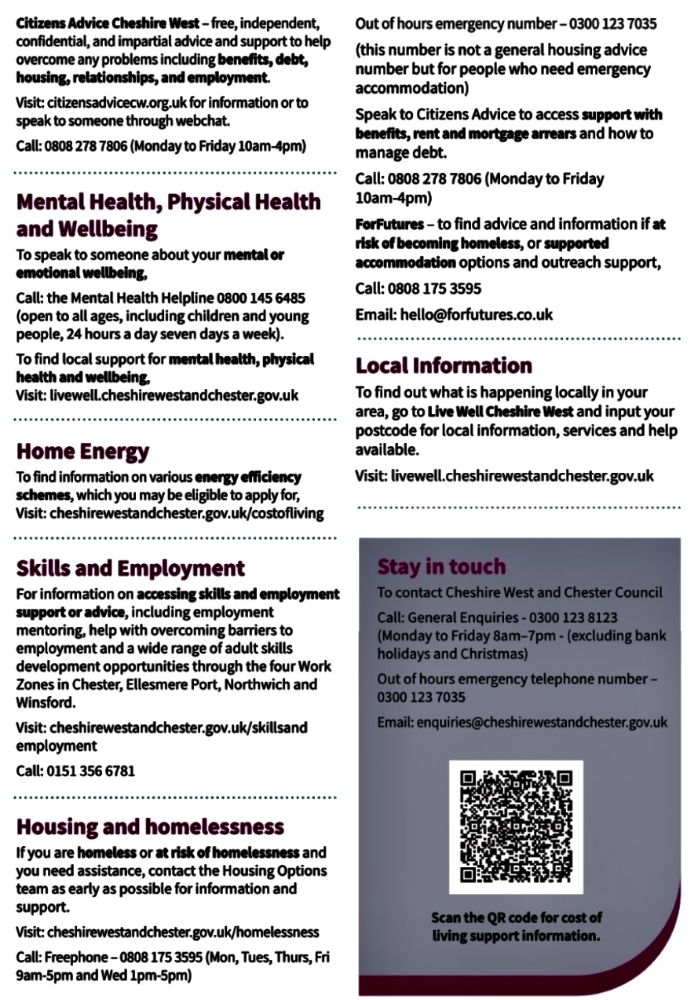 Citizens Advice Cheshire West – free, independent,
confidential, and impartial advice and support to help
overcome any problems including benefits, debt,
housing, relationships, and employment.
Visit: citizensadvicecw.org.uk for information or to
speak to someone through webchat.
Call: 0808 278 7806 (Monday to Friday 10am-4pm)
Mental Health, Physical Health
and Wellbeing
To speak to someone about your mental or
emotional wellbeing,
Call: the Mental Health Helpline 0800 145 6485
(open to all ages, including children and young
people, 24 hours a day seven days a week).
To find local support for mental health, physical
health and wellbeing,
Visit: livewell.cheshirewestandchester.gov.uk
Home Energy
To find information on various energy efficiency
schemes, which you may be eligible to apply for,
Visit: cheshirewestandchester.gov.uk/costofliving
Skills and Employment
For information on accessing skills and employment
support or advice, including employment
mentoring, help with overcoming barriers to
employment and a wide range of adult skills
development opportunities through the four Work
Zones in Chester, Ellesmere Port, Northwich and
Winsford.
Visit: cheshirewestandchester.gov.uk/skillsand
employment
Call: 0151 356 6781
Housing and homelessness
If you are homeless or at risk of homelessness and
you need assistance, contact the Housing Options
team as early as possible for information and
support.
Visit: cheshirewestandchester.gov.uk/homelessness
Call: Freephone – 0808 175 3595 (Mon, Tues, Thurs, Fri
9am-5pm and Wed 1pm-5pm)
Out of hours emergency number – 0300 123 7035
(this number is not a general housing advice
number but for people who need emergency
accommodation)
Speak to Citizens Advice to access support with
benefits, rent and mortgage arrears and how to
manage debt.
Call: 0808 278 7806 (Monday to Friday
10am-4pm)
ForFutures – to find advice and information if at
risk of becoming homeless, or supported
accommodation options and outreach support,
Call: 0808 175 3595
Email: hello@forfutures.co.uk
Local Information
To find out what is happening locally in your
area, go to Live Well Cheshire West and input your
postcode for local information, services and help
available.
Visit: livewell.cheshirewestandchester.gov.uk
Stay in touch
To contact Cheshire West and Chester Council
Call: General Enquiries - 0300 123 8123
(Monday to Friday 8am–7pm - (excluding bank
holidays and Christmas)
Out of hours emergency telephone number –
0300 123 7035
Email: enquiries@cheshirewestandchester.gov.uk
Scan the QR code for cost of
living support information.